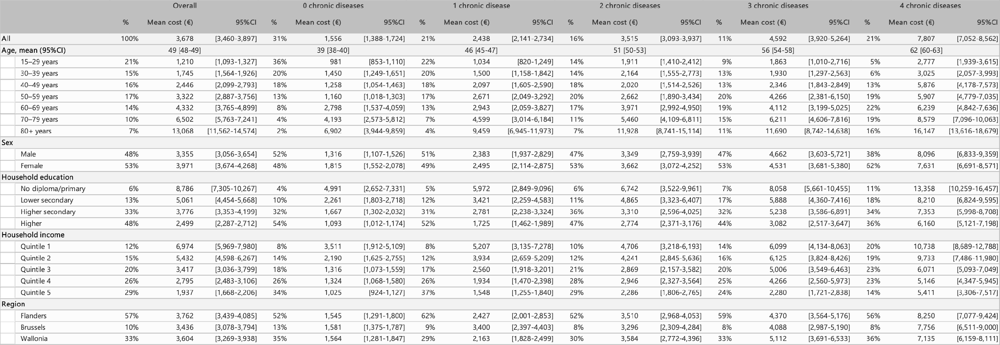 Overall 0 chronic diseases 1 chronic disease 2 chronic diseases 3 chronic diseases 4 chronic diseases
% Mean cost (€) 95%CI % Mean cost (€) 95%CI % Mean cost (€) 95%CI % Mean cost (€) 95%CI % Mean cost (€) 95%CI % Mean cost (€) 95%CI
All 100% 3,678 [3,460-3,897] 31% 1,556 [1,388-1,724] 21% 2,438 [2,141-2,734] 16% 3,515 [3,093-3,937] 11% 4,592 [3,920-5,264] 21% 7,807 [7,052-8,562]
Age, mean (95%CI) 49 [48-49] 39 [38-40] 46 [45-47] 51 [50-53] 56 [54-58] 62 [60-63]
15–29 years 21% 1,210 [1,093-1,327] 36% 981 [853-1,110] 22% 1,034 [820-1,249] 14% 1,911 [1,410-2,412] 9% 1,863 [1,010-2,716] 5% 2,777 [1,939-3,615]
30–39 years 15% 1,745 [1,564-1,926] 20% 1,450 [1,249-1,651] 20% 1,500 [1,158-1,842] 14% 2,164 [1,555-2,773] 13% 1,930 [1,297-2,563] 6% 3,025 [2,057-3,993]
40–49 years 16% 2,446 [2,099-2,793] 18% 1,258 [1,054-1,463] 18% 2,097 [1,605-2,590] 18% 2,020 [1,514-2,526] 13% 2,346 [1,843-2,849] 13% 5,876 [4,178-7,573]
50–59 years 17% 3,322 [2,887-3,756] 13% 1,160 [1,018-1,303] 17% 2,671 [2,049-3,292] 20% 2,662 [1,890-3,434] 20% 4,266 [2,381-6,150] 19% 5,907 [4,779-7,035]
60–69 years 14% 4,332 [3,765-4,899] 8% 2,798 [1,537-4,059] 13% 2,943 [2,059-3,827] 17% 3,971 [2,992-4,950] 19% 4,112 [3,199-5,025] 22% 6,239 [4,842-7,636]
70–79 years 10% 6,502 [5,763-7,241] 4% 4,193 [2,573-5,812] 7% 4,599 [3,014-6,184] 11% 5,460 [4,109-6,811] 15% 6,211 [4,606-7,816] 19% 8,579 [7,096-10,063]
80+ years 7% 13,068 [11,562-14,574] 2% 6,902 [3,944-9,859] 4% 9,459 [6,945-11,973] 7% 11,928 [8,741-15,114] 11% 11,690 [8,742-14,638] 16% 16,147 [13,616-18,679]
Sex
Male 48% 3,355 [3,056-3,654] 52% 1,316 [1,107-1,526] 51% 2,383 [1,937-2,829] 47% 3,349 [2,759-3,939] 47% 4,662 [3,603-5,721] 38% 8,096 [6,833-9,359]
Female 53% 3,971 [3,674-4,268] 48% 1,815 [1,552-2,078] 49% 2,495 [2,114-2,875] 53% 3,662 [3,072-4,252] 53% 4,531 [3,681-5,380] 62% 7,631 [6,691-8,571]
Household education
No diploma/primary 6% 8,786 [7,305-10,267] 4% 4,991 [2,652-7,331] 5% 5,972 [2,849-9,096] 6% 6,742 [3,522-9,961] 7% 8,058 [5,661-10,455] 11% 13,358 [10,259-16,457]
Lower secondary 13% 5,061 [4,454-5,668] 10% 2,261 [1,803-2,718] 12% 3,421 [2,259-4,583] 11% 4,865 [3,323-6,407] 17% 5,888 [4,360-7,416] 18% 8,210 [6,824-9,595]
Higher secondary 33% 3,776 [3,353-4,199] 32% 1,667 [1,302-2,032] 31% 2,781 [2,238-3,324] 36% 3,310 [2,596-4,025] 32% 5,238 [3,586-6,891] 34% 7,353 [5,998-8,708]
Higher 48% 2,499 [2,287-2,712] 54% 1,093 [1,012-1,174] 52% 1,725 [1,462-1,989] 47% 2,774 [2,371-3,176] 44% 3,082 [2,517-3,647] 36% 6,160 [5,121-7,198]
Household income
Quintile 1 12% 6,974 [5,969-7,980] 8% 3,511 [1,912-5,109] 8% 5,207 [3,135-7,278] 10% 4,706 [3,218-6,193] 14% 6,099 [4,134-8,063] 20% 10,738 [8,689-12,788]
Quintile 2 15% 5,432 [4,598-6,267] 14% 2,190 [1,625-2,755] 12% 3,934 [2,659-5,209] 12% 4,241 [2,845-5,636] 16% 6,125 [3,824-8,426] 19% 9,733 [7,486-11,980]
Quintile 3 20% 3,417 [3,036-3,799] 18% 1,316 [1,073-1,559] 17% 2,560 [1,918-3,201] 21% 2,869 [2,157-3,582] 20% 5,006 [3,549-6,463] 23% 6,071 [5,093-7,049]
Quintile 4 26% 2,795 [2,483-3,106] 26% 1,324 [1,068-1,580] 26% 1,934 [1,470-2,398] 28% 2,946 [2,327-3,564] 25% 4,266 [2,560-5,973] 23% 5,146 [4,347-5,945]
Quintile 5 29% 1,937 [1,668-2,206] 34% 1,025 [924-1,127] 37% 1,548 [1,255-1,840] 29% 2,286 [1,806-2,765] 24% 2,280 [1,721-2,838] 14% 5,411 [3,306-7,517]
Region
Flanders 57% 3,762 [3,439-4,085] 52% 1,545 [1,291-1,800] 62% 2,427 [2,001-2,853] 62% 3,510 [2,968-4,053] 59% 4,370 [3,564-5,176] 56% 8,250 [7,077-9,424]
Brussels 10% 3,436 [3,078-3,794] 13% 1,581 [1,375-1,787] 9% 3,400 [2,397-4,403] 8% 3,296 [2,309-4,284] 8% 4,088 [2,987-5,190] 8% 7,756 [6,511-9,000]
Wallonia 33% 3,604 [3,269-3,938] 35% 1,564 [1,281-1,847] 29% 2,163 [1,828-2,499] 30% 3,584 [2,772-4,396] 33% 5,112 [3,691-6,533] 36% 7,135 [6,159-8,111]